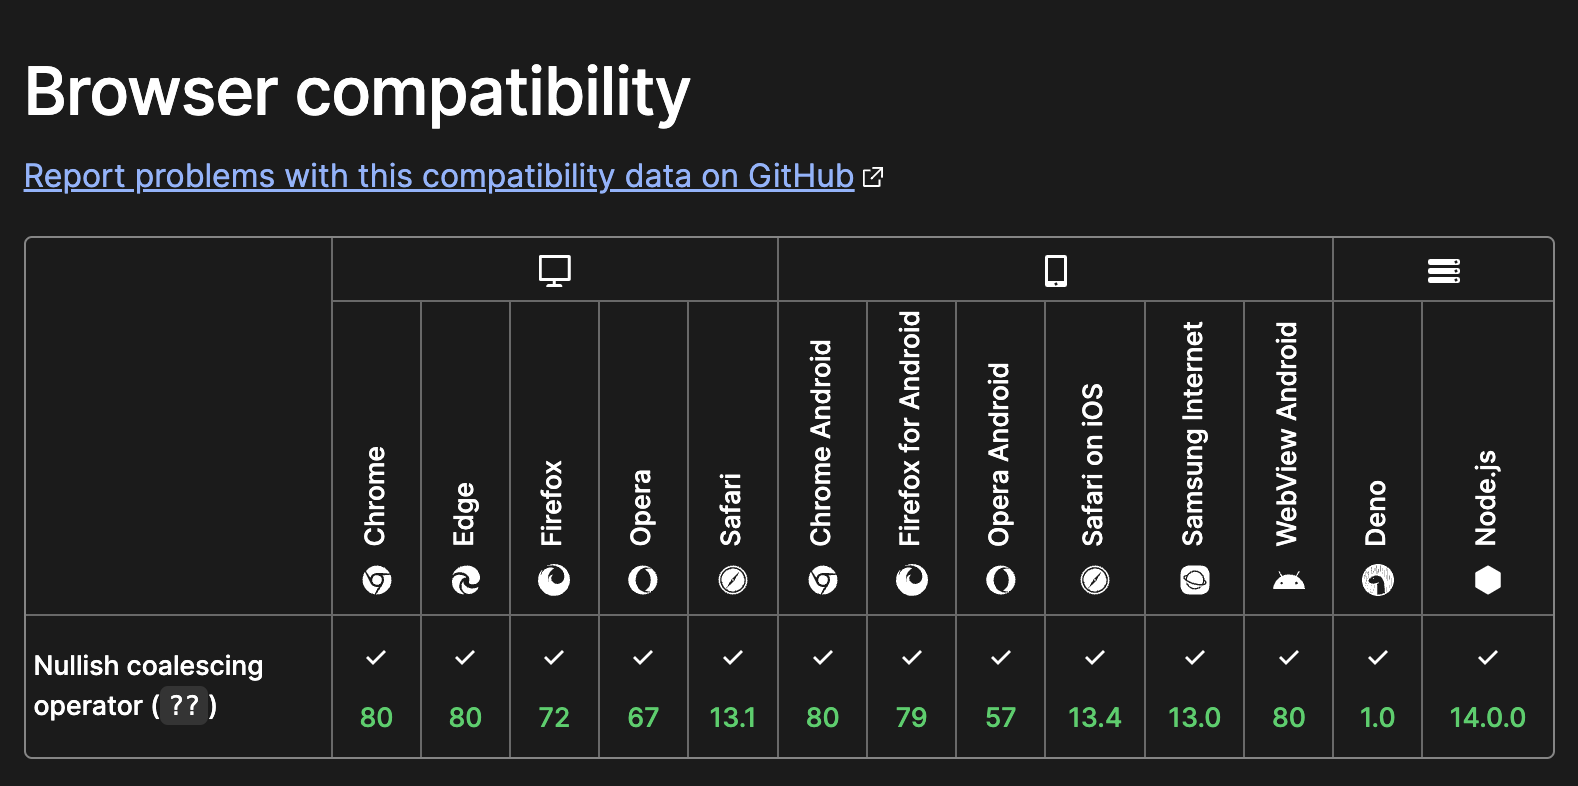 Browser compatibility
Report problems with this compatibility data on GitHub
Chrome
Edge
Firefox
Opera
Safari
Chrome Android
Firefox for Android
Opera Android
Safari on iOS
Samsung Internet
WebView Android
Deno
Node.js
Nullish coalescing
operator (??)
80
80
72
67
13.1
80
79
57
13.4
13.0
80
1.0
14.0.0